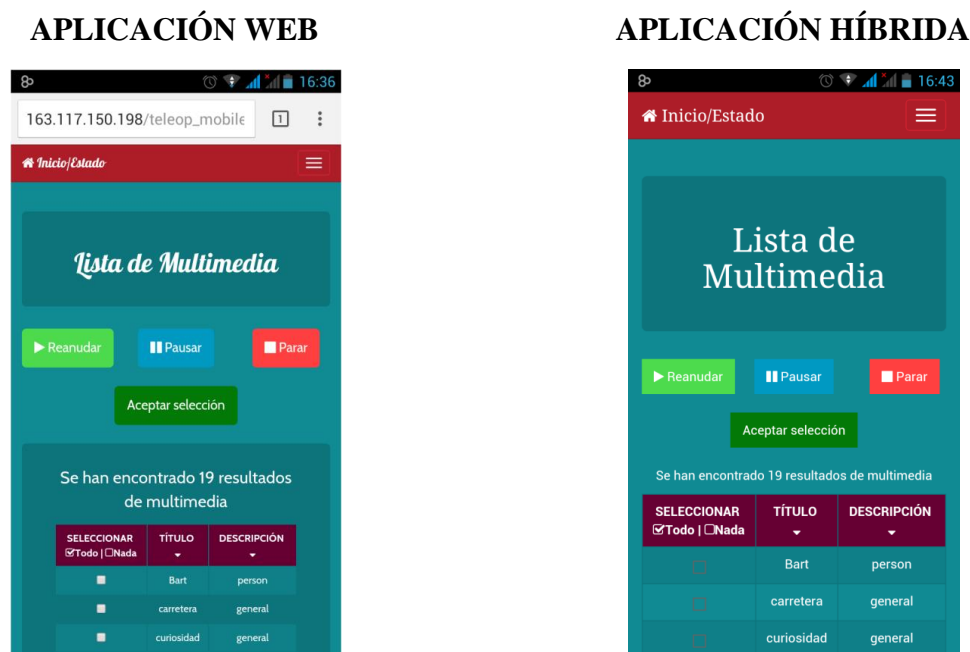 APLICACIÓN WEB
16:36
163.117.150.198/teleop_mobile
1
Inicio/Estado
Lista de Multimedia
Reanudar Pausar Parar
Aceptar selección
Se han encontrado 19 resultados
de multimedia
SELECCIONAR TÍTULO DESCRIPCIÓN
Todo | Nada
Bart person
carretera general
curiosidad general
APLICACIÓN HÍBRIDA
16:43
Inicio/Estado
Lista de
Multimedia
Reanudar Pausar Parar
Aceptar selección
Se han encontrado 19 resultados de multimedia
SELECCIONAR TÍTULO DESCRIPCIÓN
Todo | Nada
Bart person
carretera general
curiosidad general